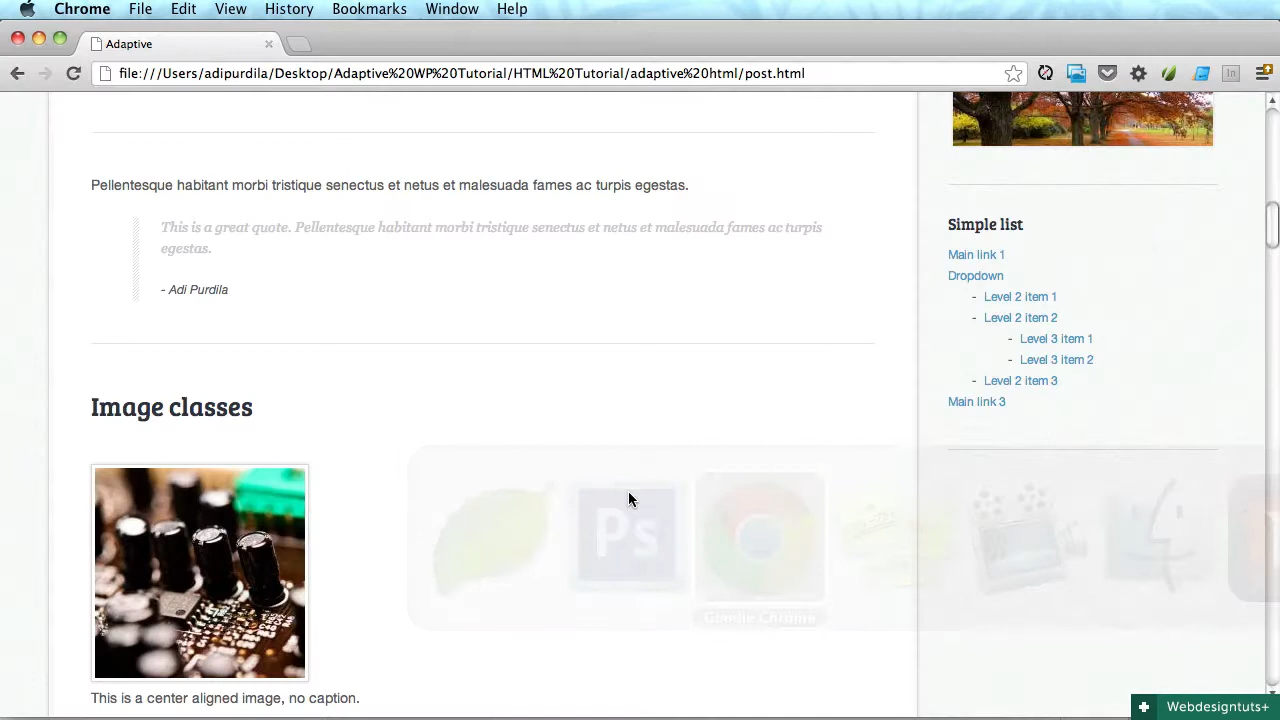 Chrome File Edit View History Bookmarks Window Help
Adaptive
file:///Users/adipurdila/Desktop/Adaptive%20WP%20Tutorial/HTML%20Tutorial/adaptive%20html/post.html
Pellentesque habitant morbi tristique senectus et netus et malesuada fames ac turpis egestas.
This is a great quote. Pellentesque habitant morbi tristique senectus et netus et malesuada fames ac turpis
egestas.
- Adi Purdila
Image classes
This is a center aligned image, no caption.
Simple list
Main link 1
Dropdown
- Level 2 item 1
- Level 2 item 2
- Level 3 item 1
- Level 3 item 2
- Level 2 item 3
Main link 3
Ps
Google Chrome
Webdesigntuts+